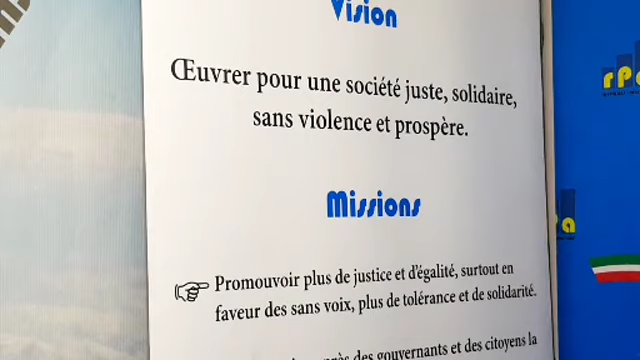 Vision
Œuvrer pour une société juste, solidaire,
sans violence et prospère.
Missions
Promouvoir plus de justice et d'égalité, surtout en
faveur des sans voix, plus de tolérance et de solidarité.
des gouvernants et des citoyens la